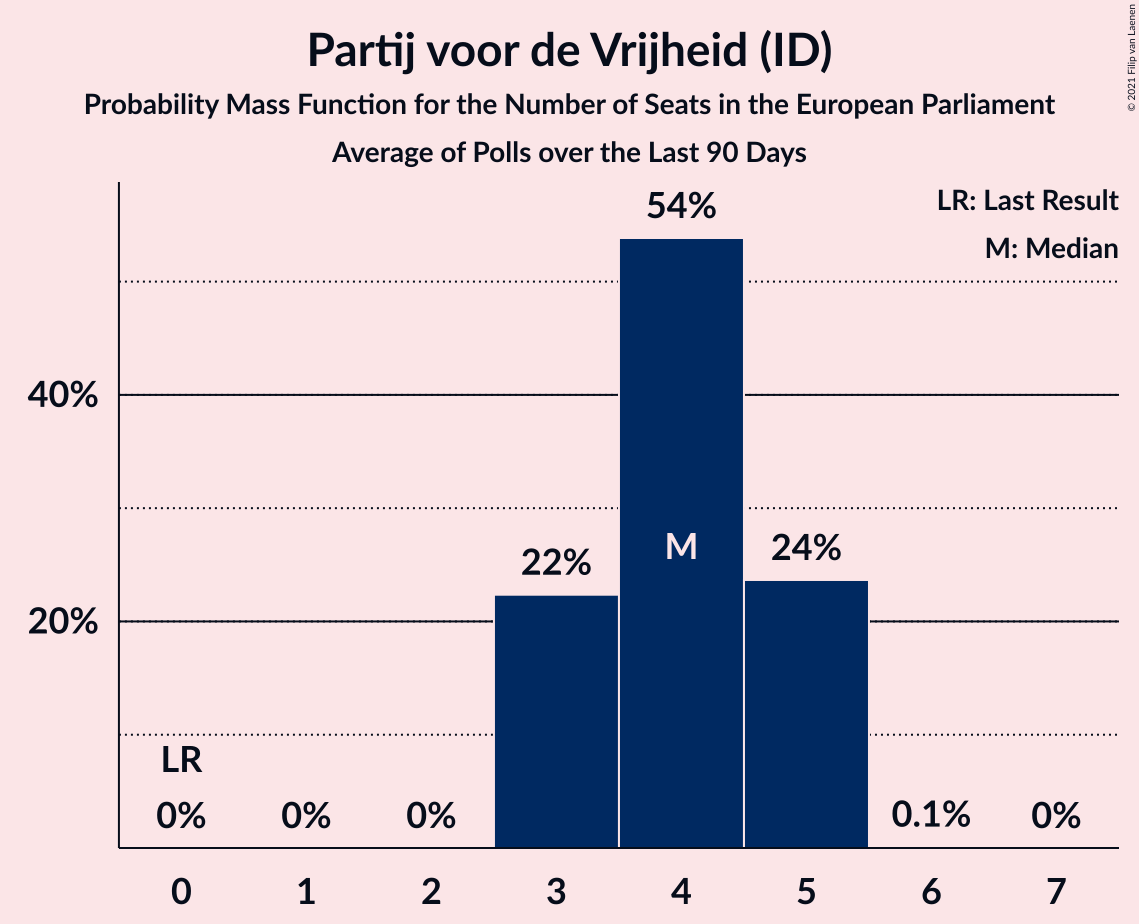 Partij voor de Vrijheid (ID)
Probability Mass Function for the Number of Seats in the European Parliament
Average of Polls over the Last 90 Days
© 2021 Filip van Laenen
LR: Last Result
M: Median
54%
40%
22%
M
24%
20%
LR
0%
0%
0%
0.1%
0%
0 1 2 3 4 5 6 7